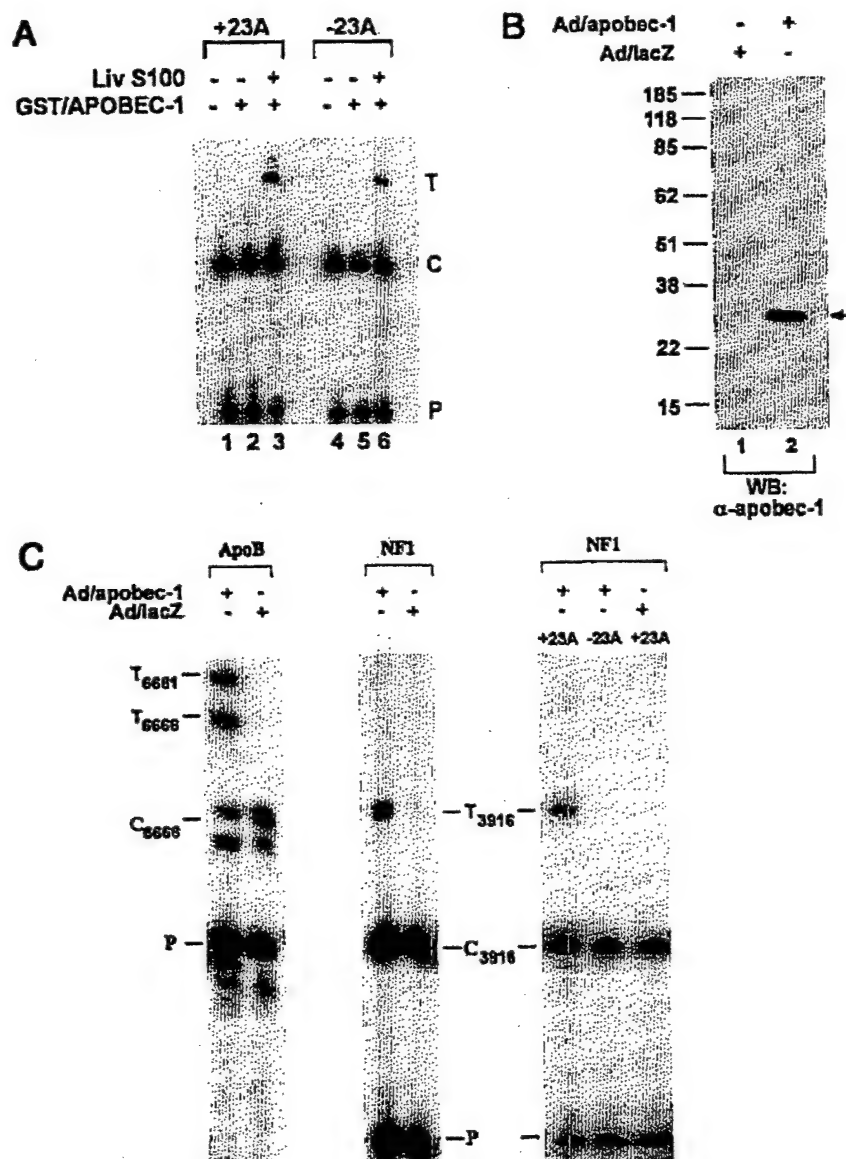 A
+23A -23A
Liv S100 - - + - - +
GST/APOBEC-1 - + + - + +
T
C
P
1 2 3 4 5 6
B
Ad/apobec-1 - +
Ad/lacZ + -
185
118
85
62
51
38
22
15
1 2
WB:
α-apobec-1
C
ApoB NF1 NF1
Ad/apobec-1 + - + - + + -
Ad/lacZ - + - + - - +
+23A -23A +23A
T6661
T6666
C6666
P
T3916
C3916
P